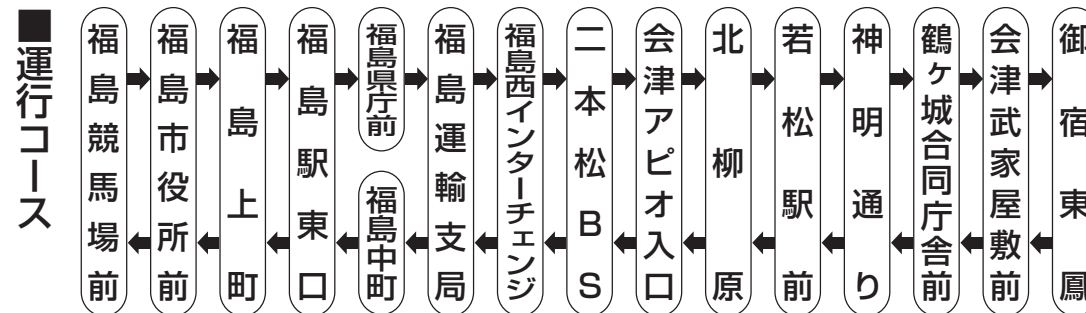 ■運行コース
福島競馬場前
福島市役所前
福島上町
福島駅東口
福島県庁前
福島中町
福島運輸支局
福島西インターチェンジ
二本松BS
会津アピオ入口
北柳原
若松駅前
神明通り
鶴ヶ城合同庁舎前
会津武家屋敷前
御宿東鳳